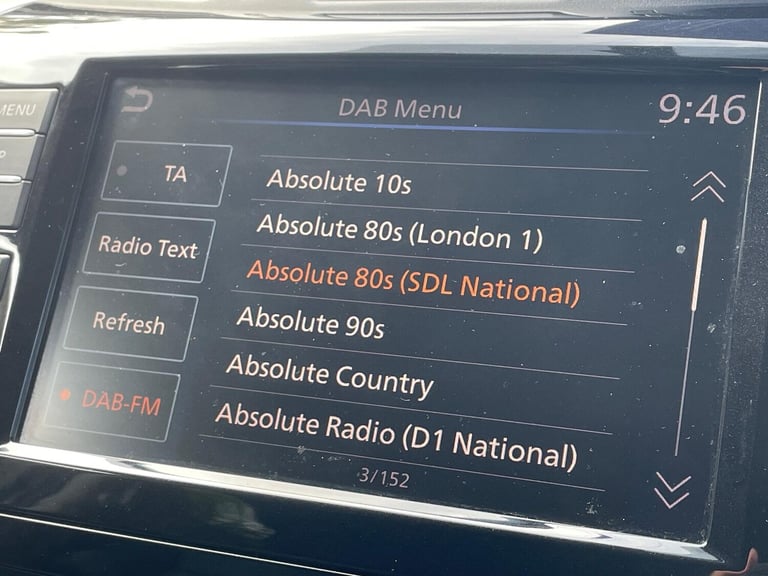 DAB Menu
9:46
MENU
TA
Radio Text
Refresh
DAB-FM
Absolute 10s
Absolute 80s (London 1)
Absolute 80s (SDL National)
Absolute 90s
Absolute Country
Absolute Radio (D1 National)
3/152